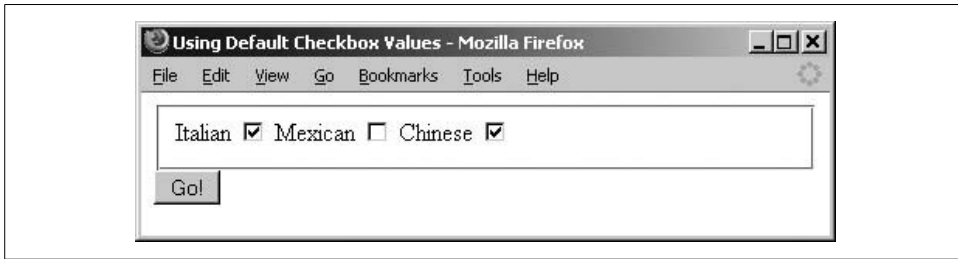 Using Default Checkbox Values - Mozilla Firefox
File Edit View Go Bookmarks Tools Help
Italian Mexican Chinese
Go!